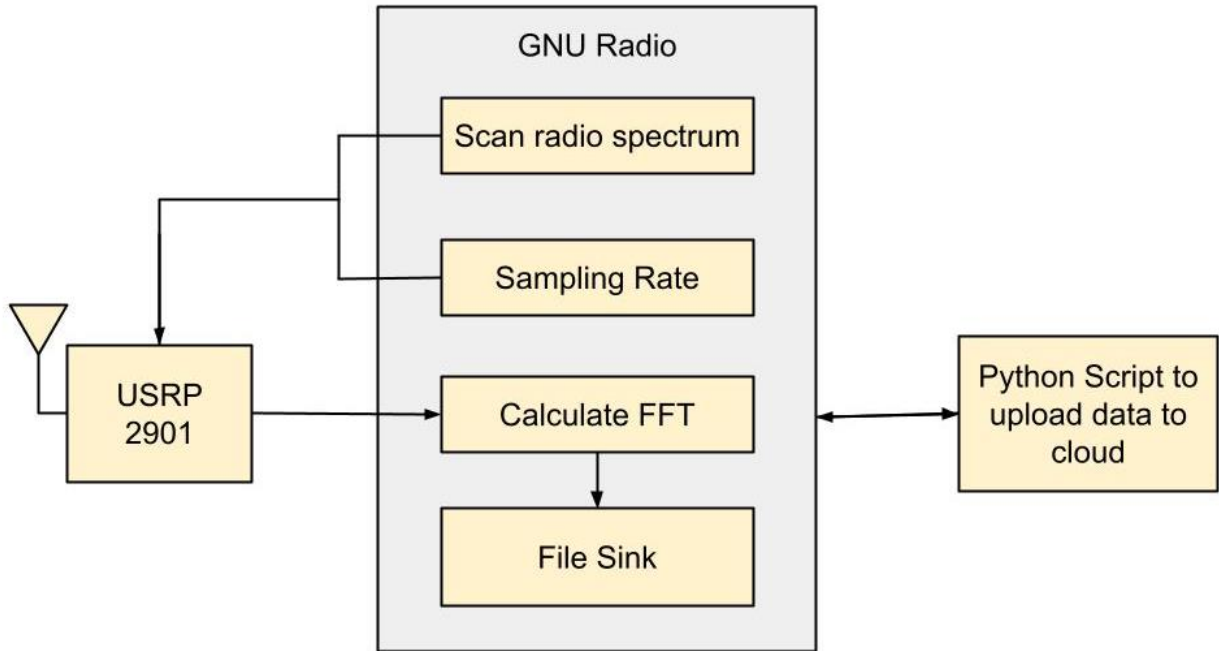 GNU Radio
Scan radio spectrum
Sampling Rate
USRP
2901
Calculate FFT
File Sink
Python Script to
upload data to
cloud